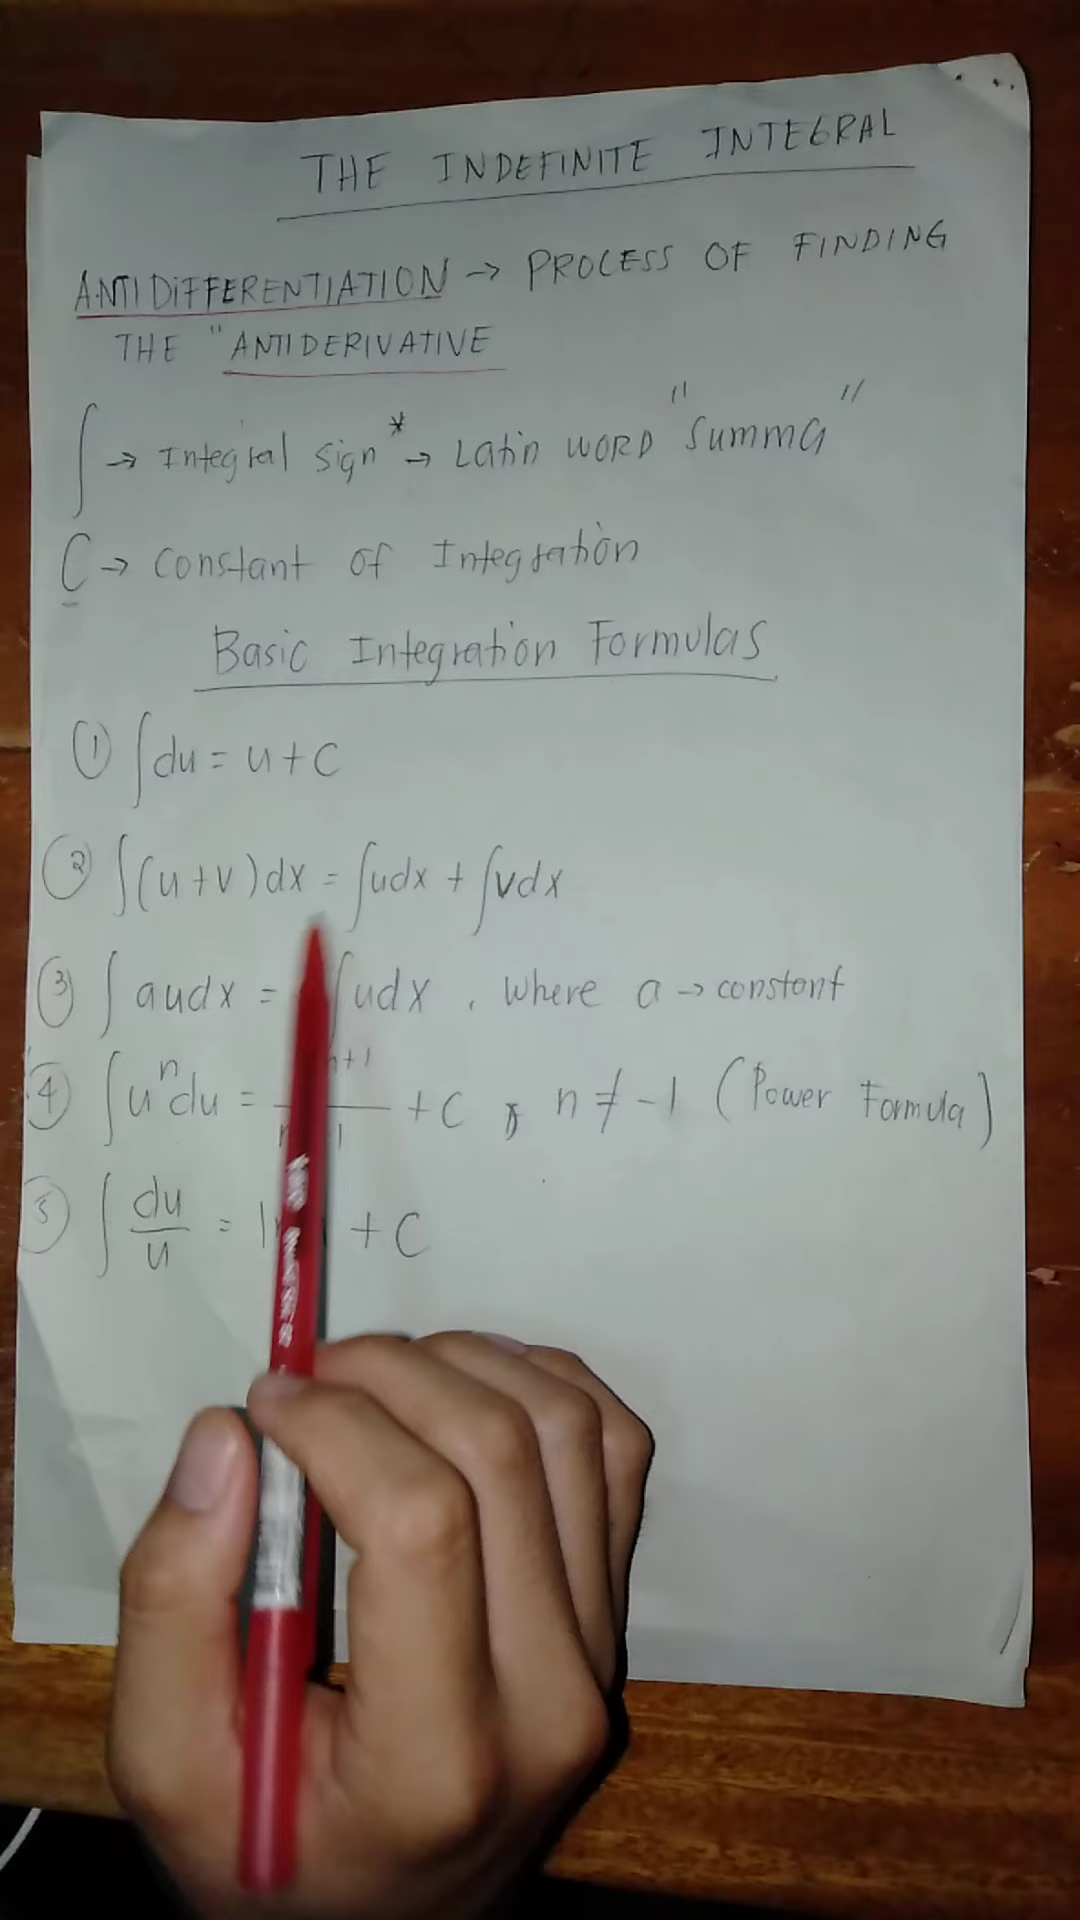 THE INDEFINITE INTEGRAL
ANTIDIFFERENTIATION → PROCESS OF FINDING
THE "ANTIDERIVATIVE
∫ → Integral sign* → Latin WORD "Summa"
C → Constant of Integration
Basic Integration Formulas
① ∫du = u + C
② ∫(u+v)dx = ∫udx + ∫vdx
③ ∫audx = ∫udx , where a → constant
④ ∫uⁿdu = + C , n ≠ -1 (Power Formula)
⑤ ∫du/u = + C